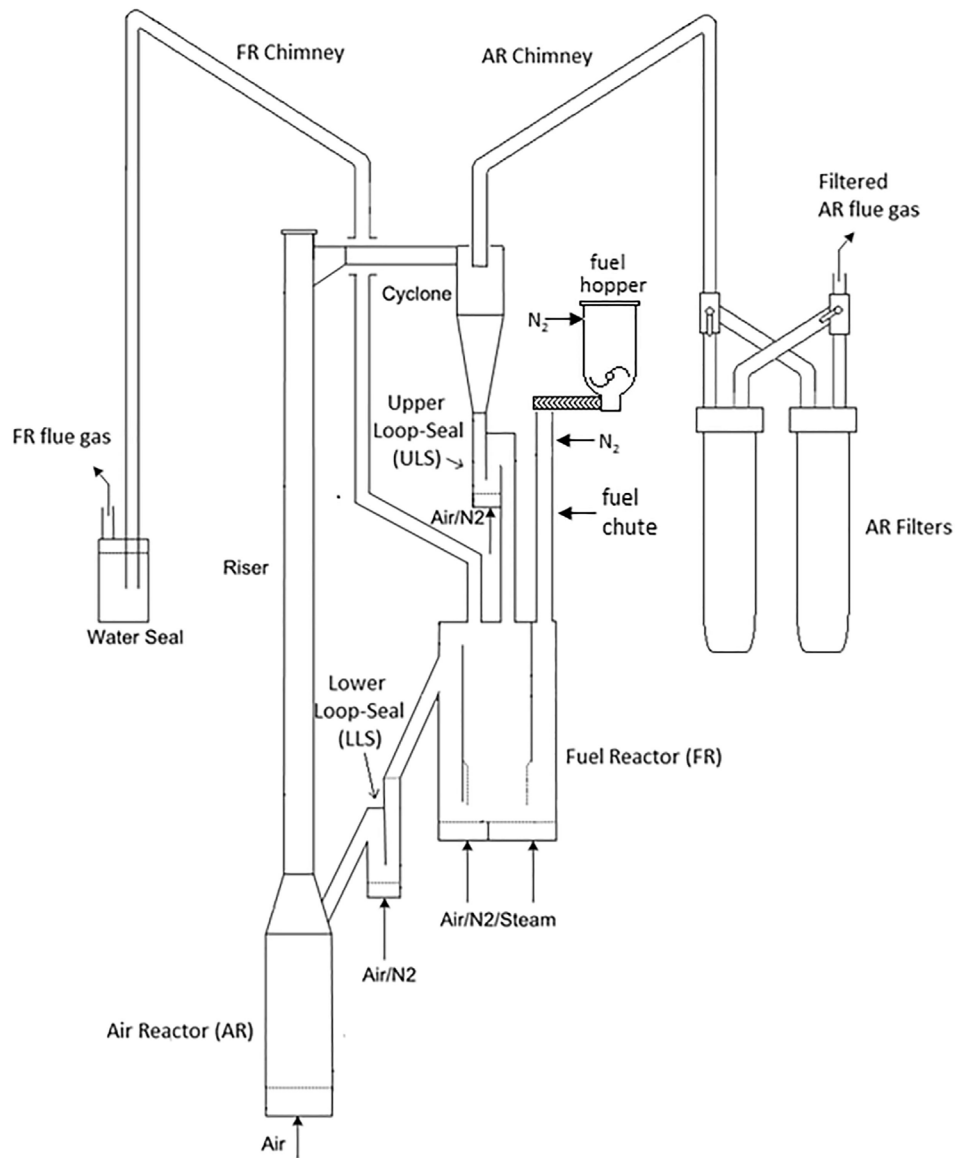 FR Chimney
AR Chimney
Filtered
AR flue gas
fuel
hopper
N2
Cyclone
Upper
Loop-Seal
(ULS)
N2
FR flue gas
Air/N2
fuel
chute
AR Filters
Riser
Water Seal
Lower
Loop-Seal
(LLS)
Fuel Reactor (FR)
Air/N2/Steam
Air/N2
Air Reactor (AR)
Air